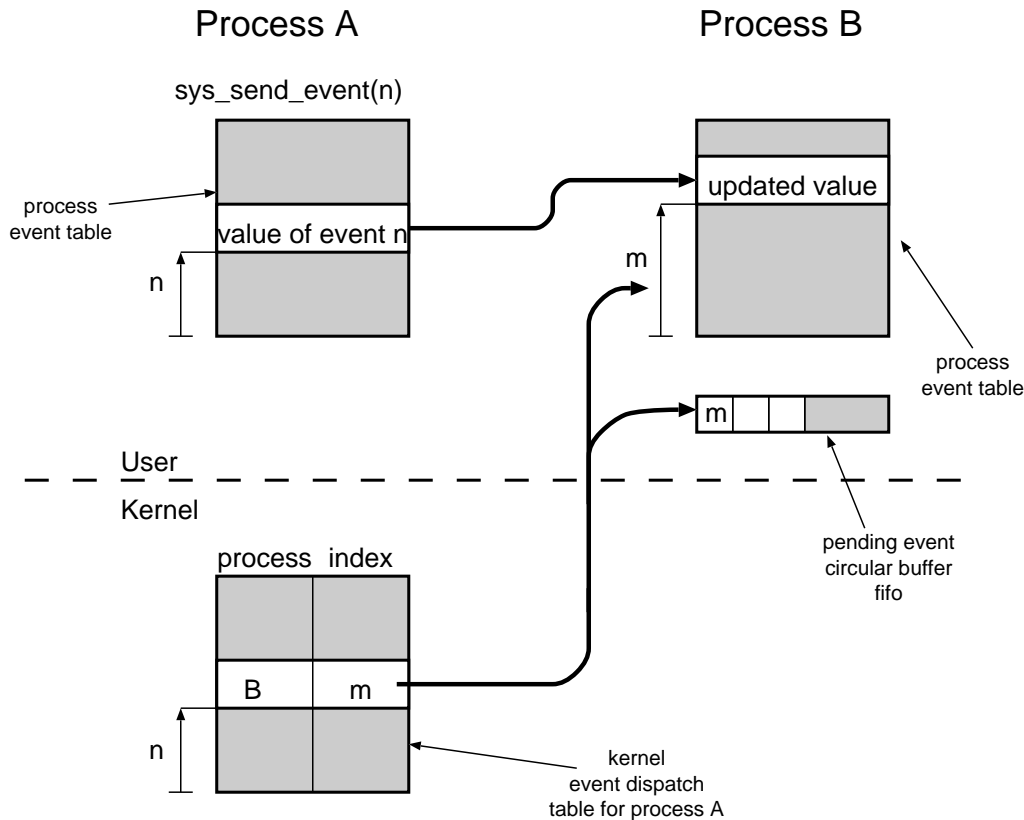 Process A
Process B
sys_send_event(n)
process
event table
value of event n
n
updated value
m
process
event table
m
User
Kernel
pending event
circular buffer
fifo
process index
B m
n
kernel
event dispatch
table for process A